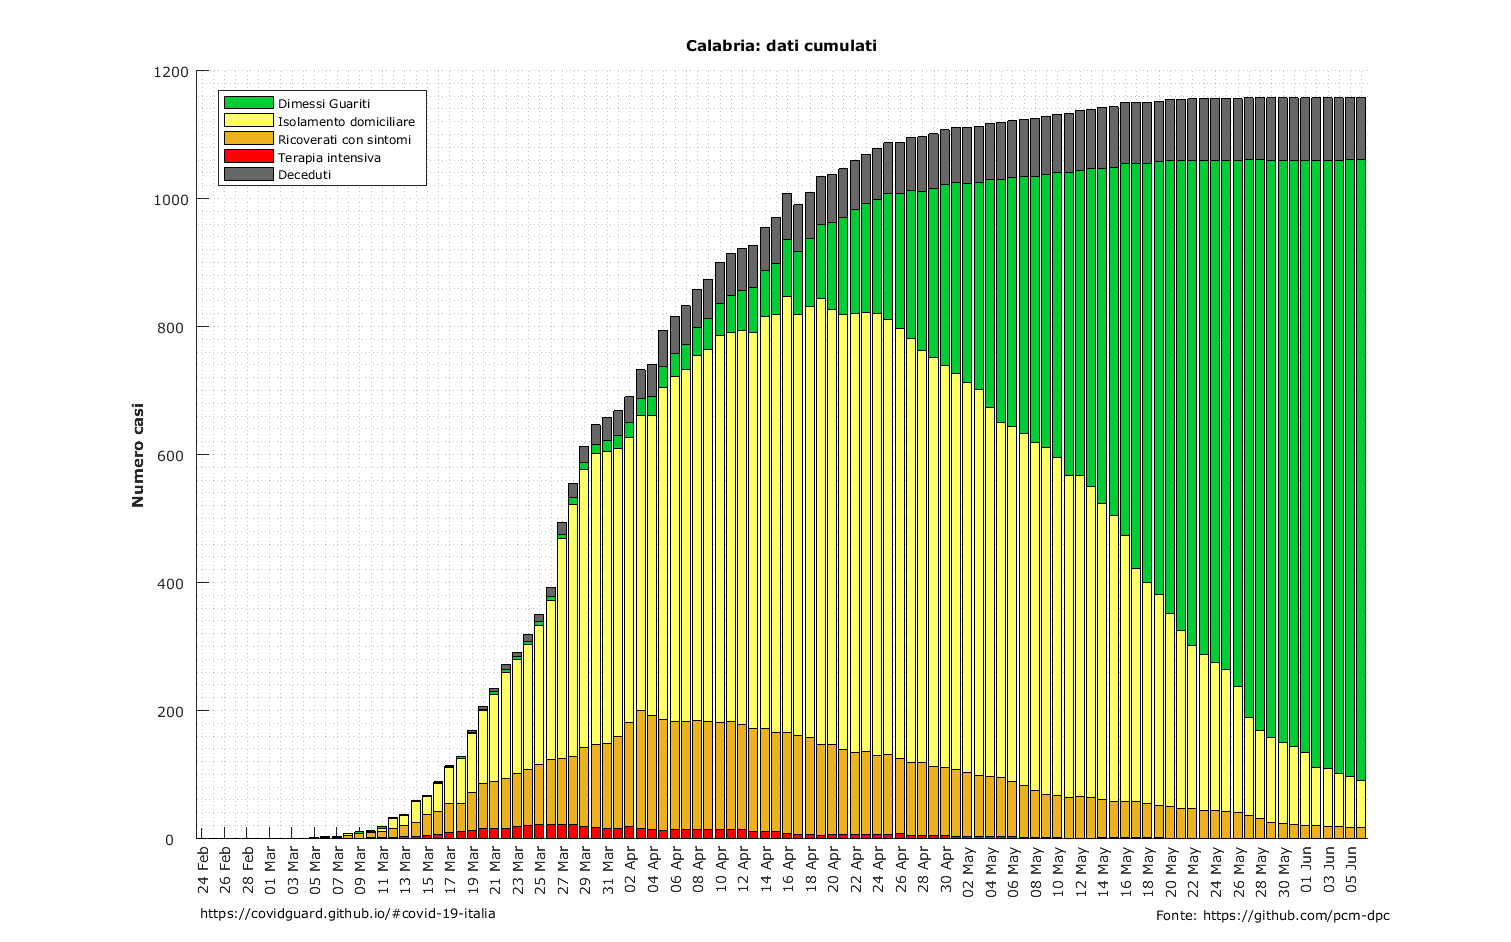 Calabria: dati cumulati
1200
1000
800
600
400
200
0
Numero casi
Dimessi Guariti
Isolamento domiciliare
Ricoverati con sintomi
Terapia intensiva
Deceduti
24 Feb
26 Feb
28 Feb
01 Mar
03 Mar
05 Mar
07 Mar
09 Mar
11 Mar
13 Mar
15 Mar
17 Mar
19 Mar
21 Mar
23 Mar
25 Mar
27 Mar
29 Mar
31 Mar
02 Apr
04 Apr
06 Apr
08 Apr
10 Apr
12 Apr
14 Apr
16 Apr
18 Apr
20 Apr
22 Apr
24 Apr
26 Apr
28 Apr
30 Apr
02 May
04 May
06 May
08 May
10 May
12 May
14 May
16 May
18 May
20 May
22 May
24 May
26 May
28 May
30 May
01 Jun
03 Jun
05 Jun
https://covidguard.github.io/#covid-19-italia
Fonte: https://github.com/pcm-dpc